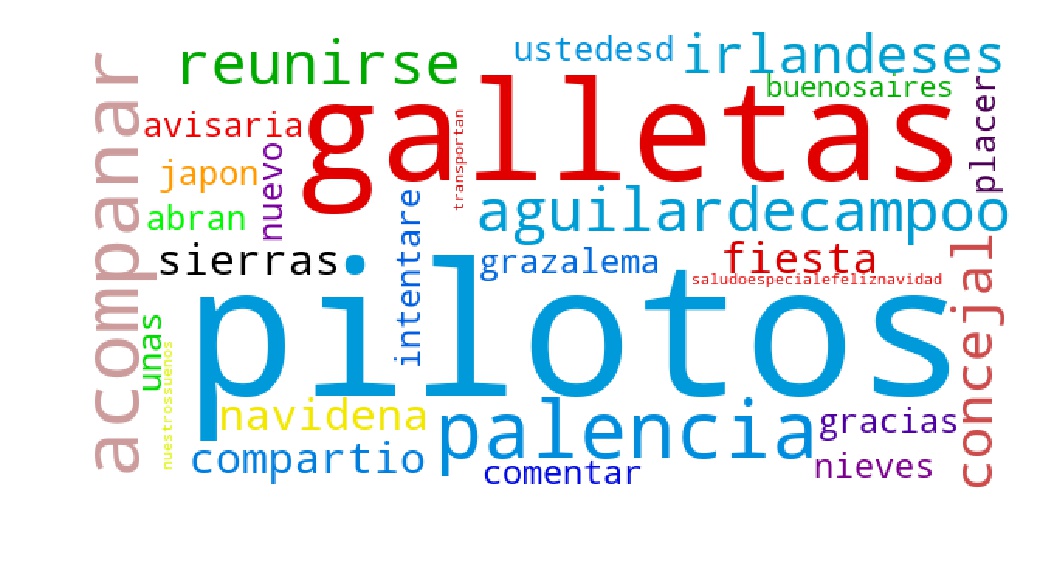 acompanar
reunirse
ustedesd
irlandeses
galletas
buenosaires
placer
avisaria
transportan
japon
nuevo
abran
intentare
aguilardecampoo
sierras
grazalema
fiesta
saludoespecialefeliznavidad
concejal
pilotos
unas
nuestrossuenos
navidena
palencia
gracias
compartio
comentar
nieves